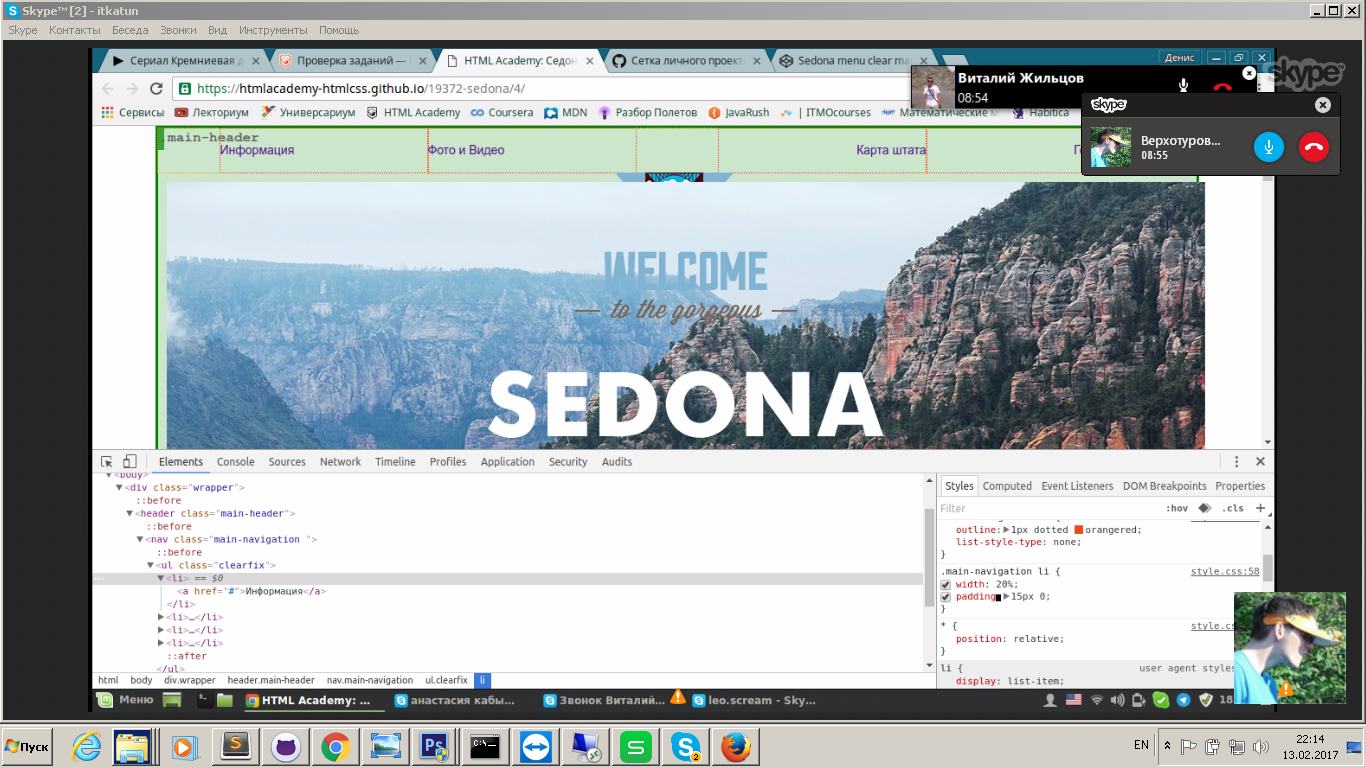 Skype™ [2] - itkatun
Skype Контакты Беседа Звонки Вид Инструменты Помощь
Сериал Кремниевая д
Проверка заданий —
HTML Academy: Седон
Сетка личного проекта
Sedona menu clear ma
Денис
https://htmlacademy-htmlcss.github.io/19372-sedona/4/
Виталий Жильцов
08:54
skype
skype
Верхотуров...
08:55
Сервисы Лекториум Универсариум HTML Academy Coursera MDN Разбор Полетов JavaRush ITMOcourses Математические Habitica
main-header
Информация Фото и Видео Карта штата
WELCOME
to the gorgeous
SEDONA
Elements Console Sources Network Timeline Profiles Application Security Audits
<body>
<div class="wrapper">
::before
<header class="main-header">
::before
<nav class="main-navigation ">
::before
<ul class="clearfix">
<li> == $0
<a href="#">Информация</a>
</li>
<li>…</li>
<li>…</li>
<li>…</li>
::after
</ul>
html body div.wrapper header.main-header nav.main-navigation ul.clearfix li
Styles Computed Event Listeners DOM Breakpoints Properties
Filter :hov .cls +
outline: 1px dotted orangered;
list-style-type: none;
}
.main-navigation li { style.css:58
width: 20%;
padding 15px 0;
}
* { style.cs
position: relative;
}
li { user agent styles
display: list-item;
Меню
HTML Academy: ...
анастасия кабы...
Звонок Виталий...
leo.scream - Sky...
18
Пуск
2
EN
22:14
13.02.2017